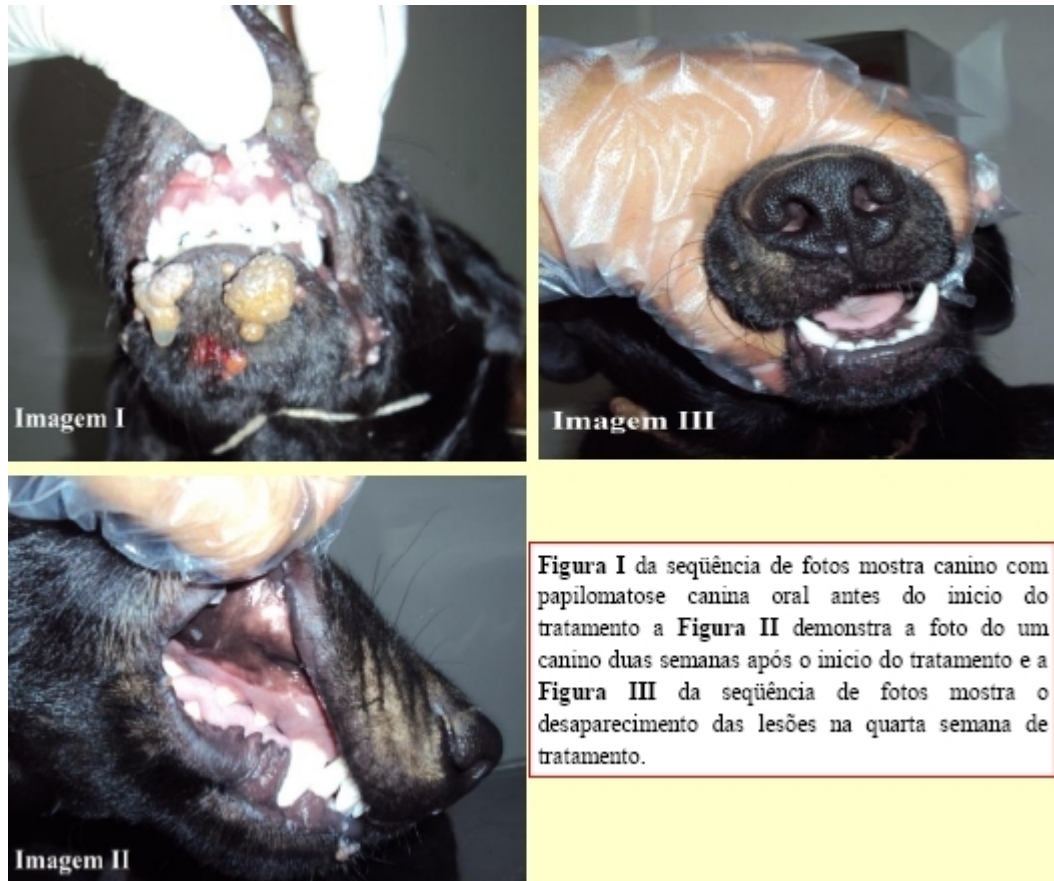 Imagem I
Imagem III
Imagem II
Figura I da seqüência de fotos mostra canino com
papilomatose canina oral antes do inicio do
tratamento a Figura II demonstra a foto do um
canino duas semanas após o inicio do tratamento e a
Figura III da seqüência de fotos mostra o
desaparecimento das lesões na quarta semana de
tratamento.